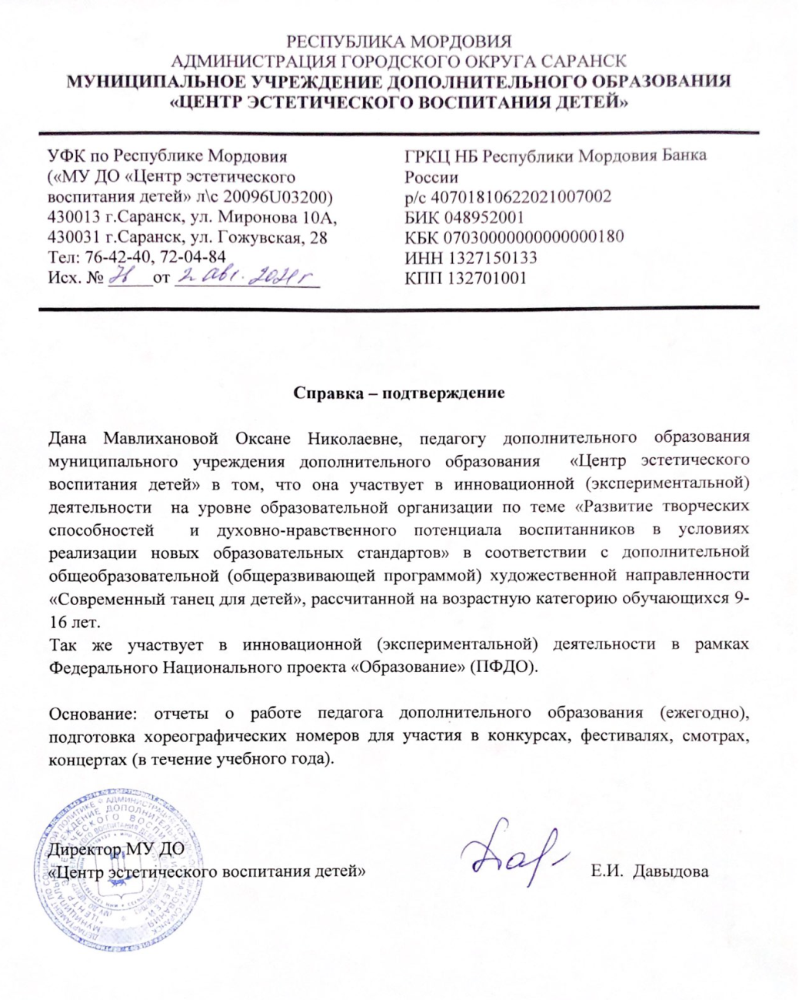 РЕСПУБЛИКА МОРДОВИЯ
АДМИНИСТРАЦИЯ ГОРОДСКОГО ОКРУГА САРАНСК
МУНИЦИПАЛЬНОЕ УЧРЕЖДЕНИЕ ДОПОЛНИТЕЛЬНОГО ОБРАЗОВАНИЯ
«ЦЕНТР ЭСТЕТИЧЕСКОГО ВОСПИТАНИЯ ДЕТЕЙ»
УФК по Республике Мордовия
(«МУ ДО «Центр эстетического
воспитания детей» л\с 20096U03200)
430013 г.Саранск, ул. Миронова 10А,
430031 г.Саранск, ул. Гожувская, 28
Тел: 76-42-40, 72-04-84
Исх. № от 2 авг. 2021 г
ГРКЦ НБ Республики Мордовия Банка
России
р/с 40701810622021007002
БИК 048952001
КБК 07030000000000000180
ИНН 1327150133
КПП 132701001
Справка – подтверждение
Дана Мавлихановой Оксане Николаевне, педагогу дополнительного образования
муниципального учреждения дополнительного образования «Центр эстетического
воспитания детей» в том, что она участвует в инновационной (экспериментальной)
деятельности на уровне образовательной организации по теме «Развитие творческих
способностей и духовно-нравственного потенциала воспитанников в условиях
реализации новых образовательных стандартов» в соответствии с дополнительной
общеобразовательной (общеразвивающей программой) художественной направленности
«Современный танец для детей», рассчитанной на возрастную категорию обучающихся 9-
16 лет.
Так же участвует в инновационной (экспериментальной) деятельности в рамках
Федерального Национального проекта «Образование» (ПФДО).
Основание: отчеты о работе педагога дополнительного образования (ежегодно),
подготовка хореографических номеров для участия в конкурсах, фестивалях, смотрах,
концертах (в течение учебного года).
Директор МУ ДО
«Центр эстетического воспитания детей»
Е.И. Давыдова